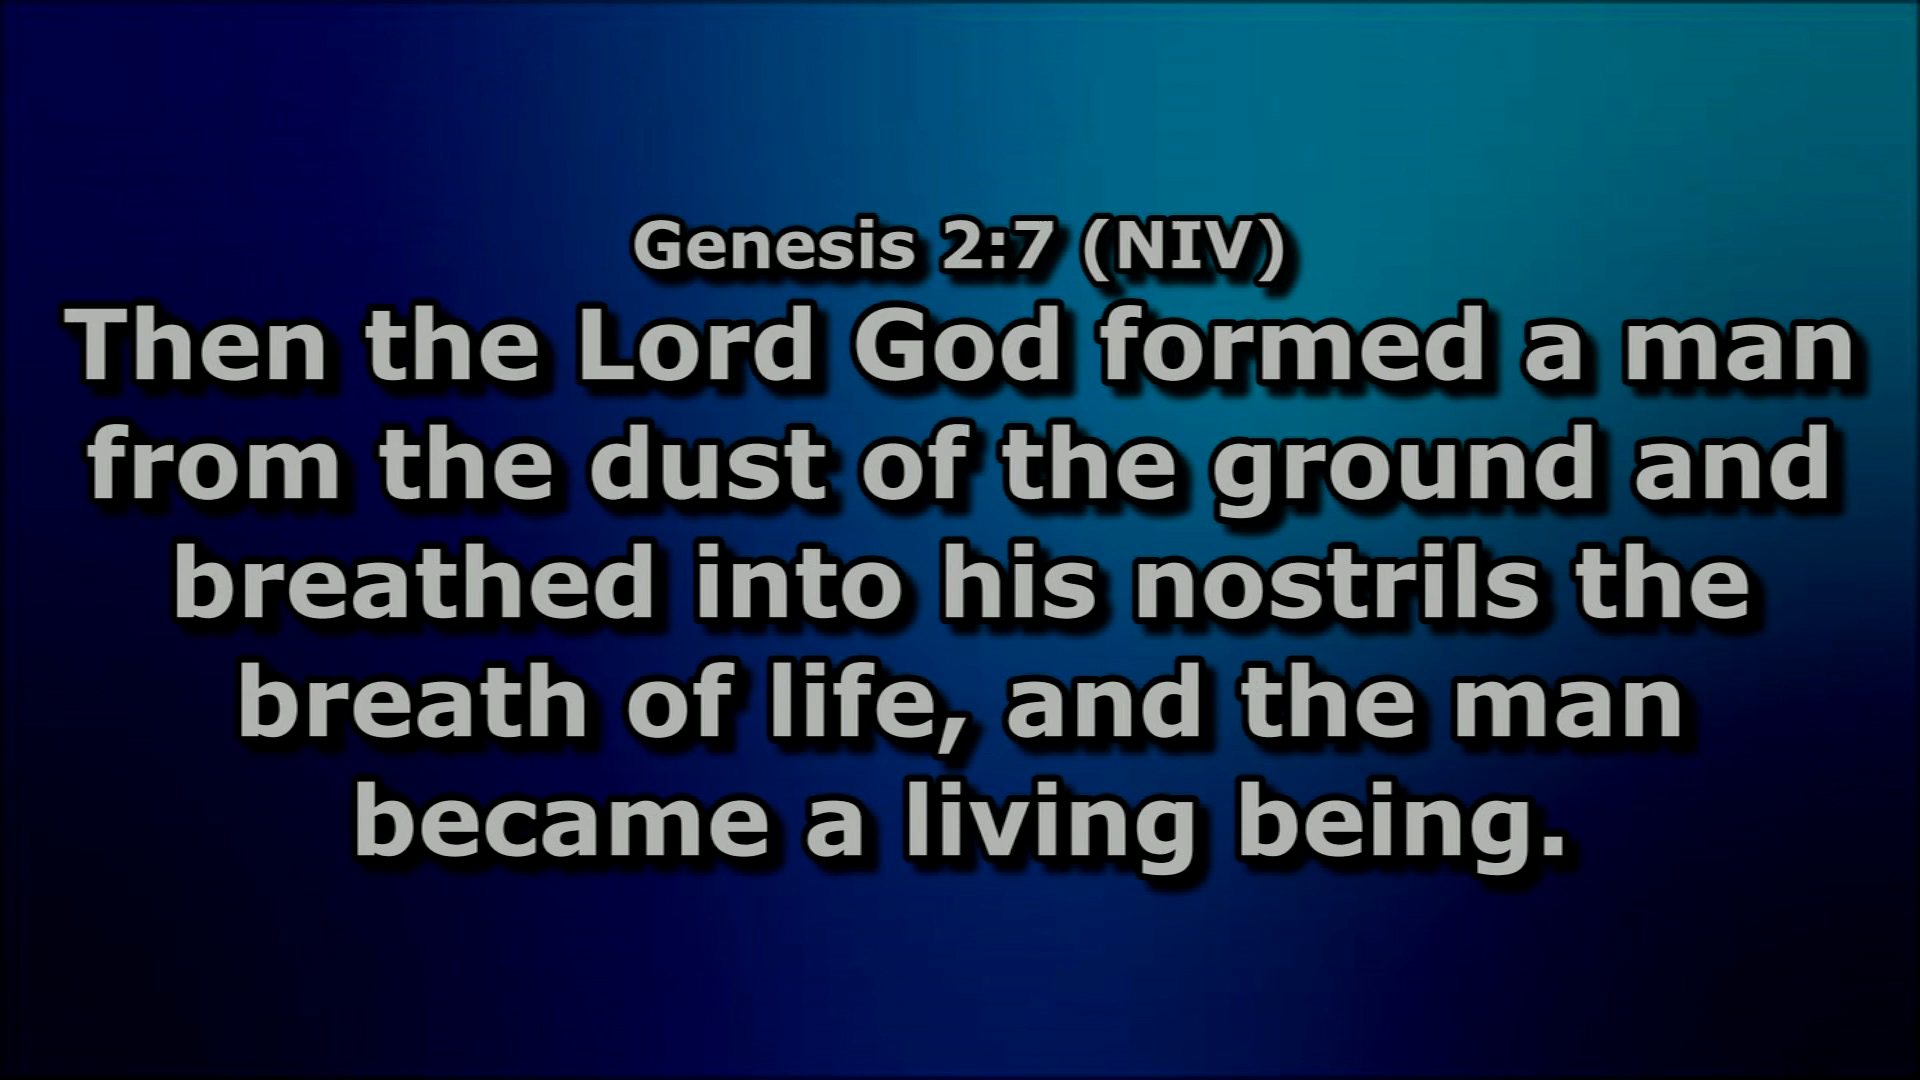 Genesis 2:7 (NIV)
Then the Lord God formed a man
from the dust of the ground and
breathed into his nostrils the
breath of life, and the man
became a living being.